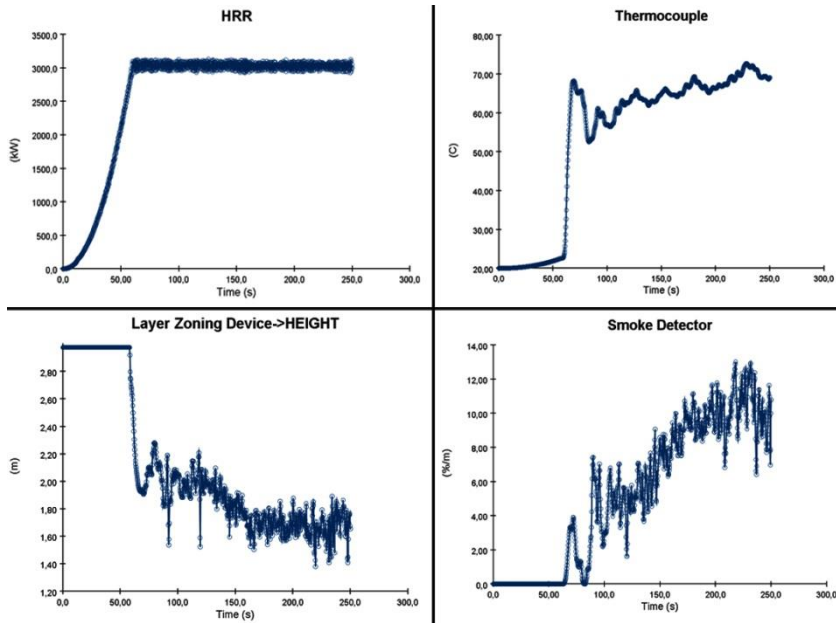 HRR
3500,0
3000,0
2500,0
2000,0
1500,0
1000,0
500,0
0,0
(kW)
0,0 50,00 100,0 150,0 200,0 250,0 300,0
Time (s)
Thermocouple
80,00
70,00
60,00
50,00
40,00
30,00
20,00
(C)
0,0 50,00 100,0 150,0 200,0 250,0 300,0
Time (s)
Layer Zoning Device->HEIGHT
2,80
2,60
2,40
2,20
2,00
1,80
1,60
1,40
1,20
(m)
0,0 50,00 100,0 150,0 200,0 250,0 300,0
Time (s)
Smoke Detector
14,00
12,00
10,00
8,00
6,00
4,00
2,00
0,0
(%/m)
0,0 50,00 100,0 150,0 200,0 250,0 300,0
Time (s)